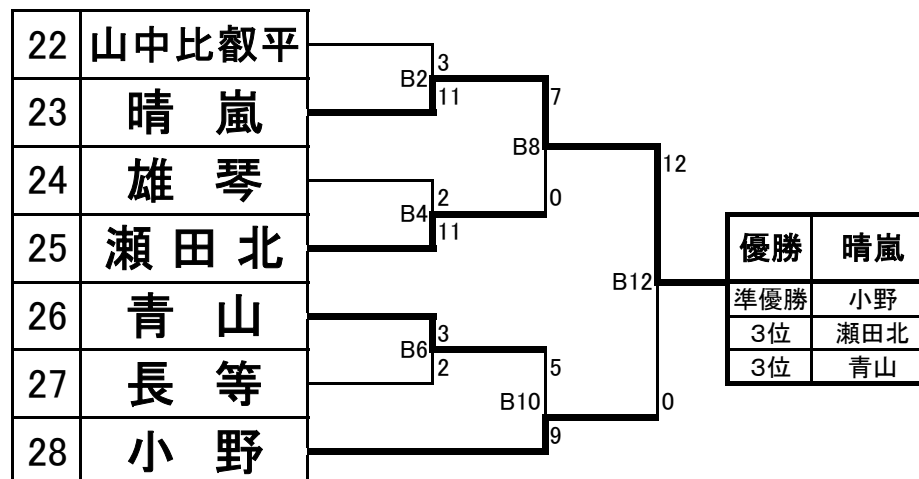 22 山中比叡平
23 晴 嵐
24 雄 琴
25 瀬 田 北
26 青 山
27 長 等
28 小 野
B2
3
11
B4
2
11
B6
3
2
B8
7
0
B10
5
9
B12
12
0
優勝 晴嵐
準優勝 小野
3位 瀬田北
3位 青山